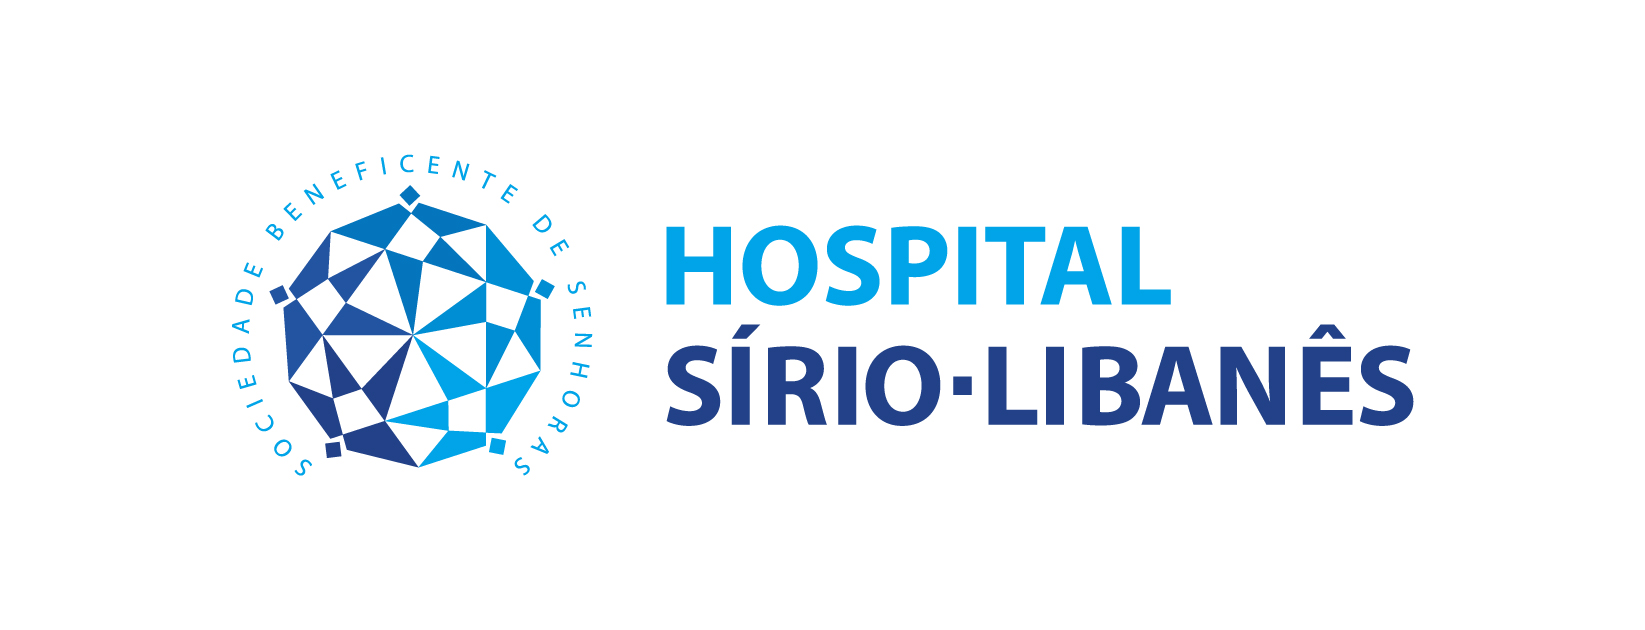 SOCIEDADE BENEFICENTE DE SENHORAS
HOSPITAL
SÍRIO·LIBANÊS